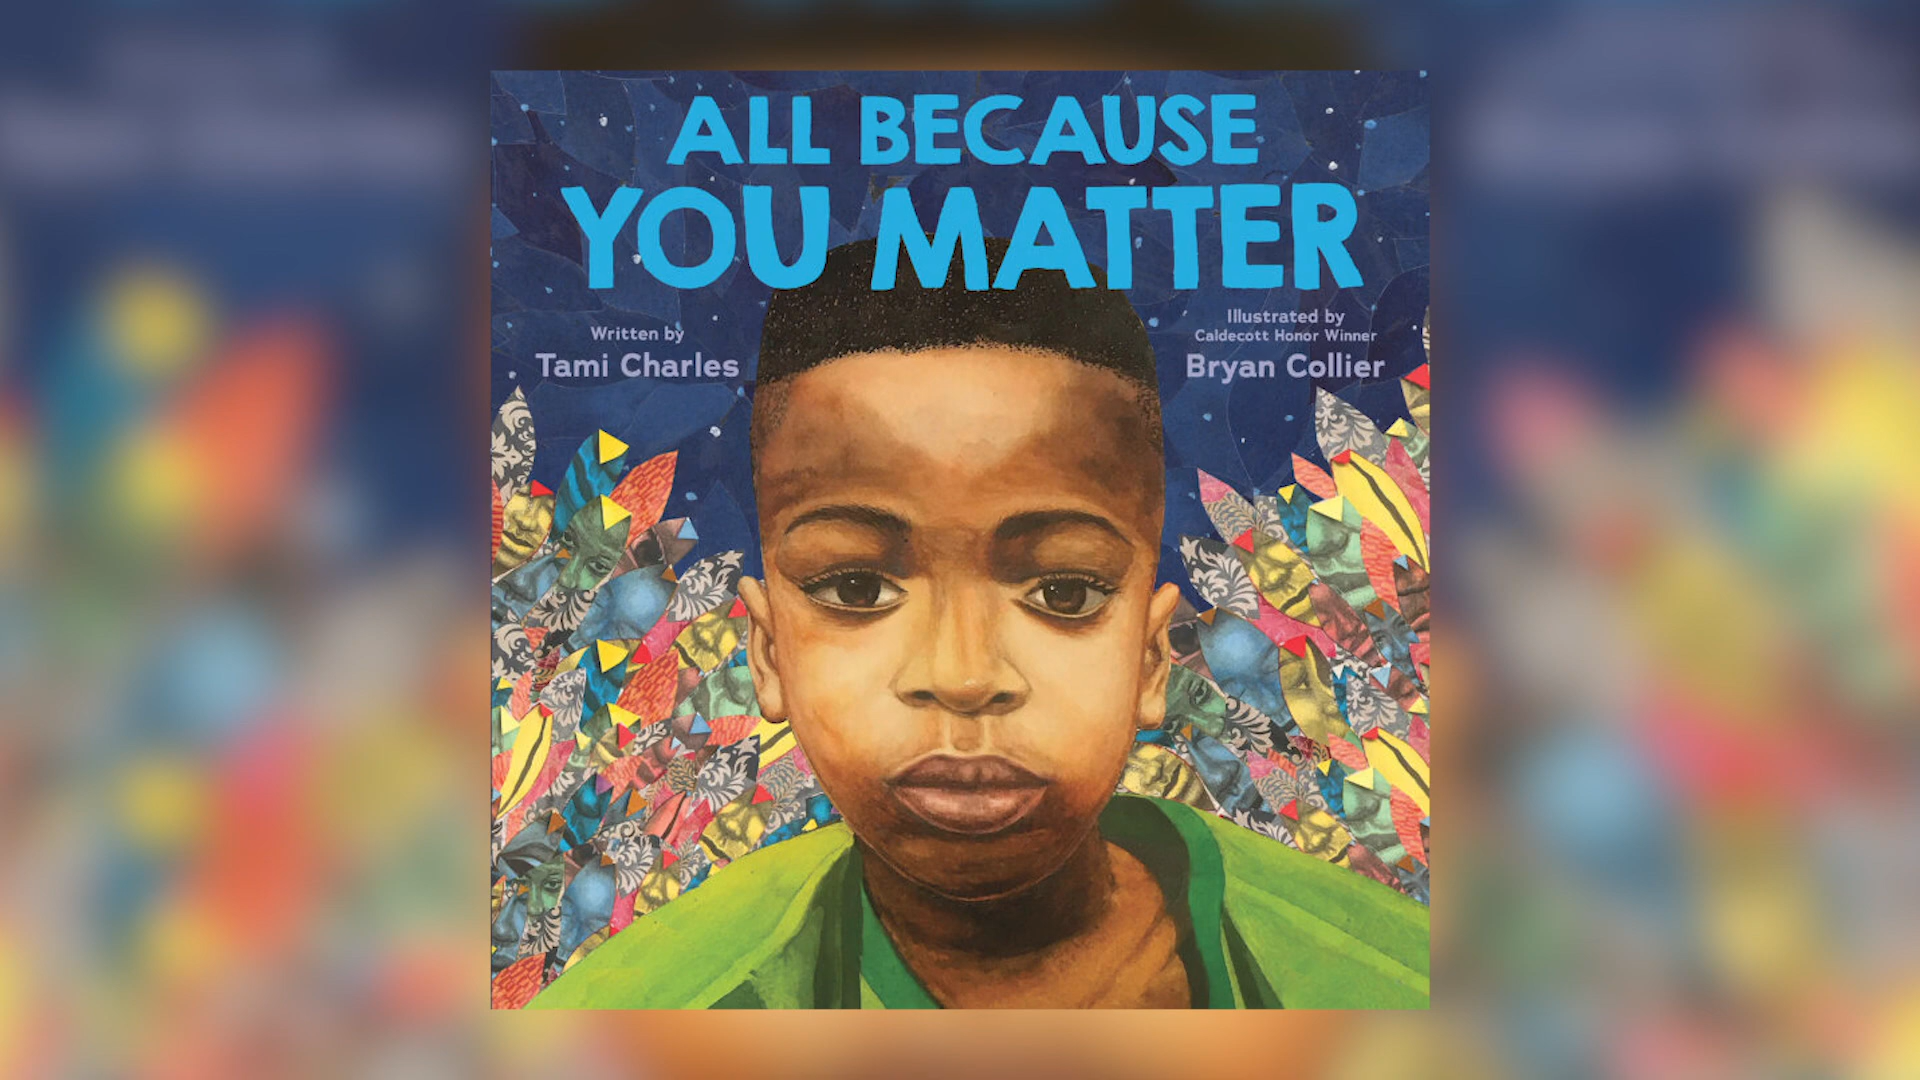 ALL BECAUSE
YOU MATTER
Written by
Tami Charles
Illustrated by
Caldecott Honor Winner
Bryan Collier